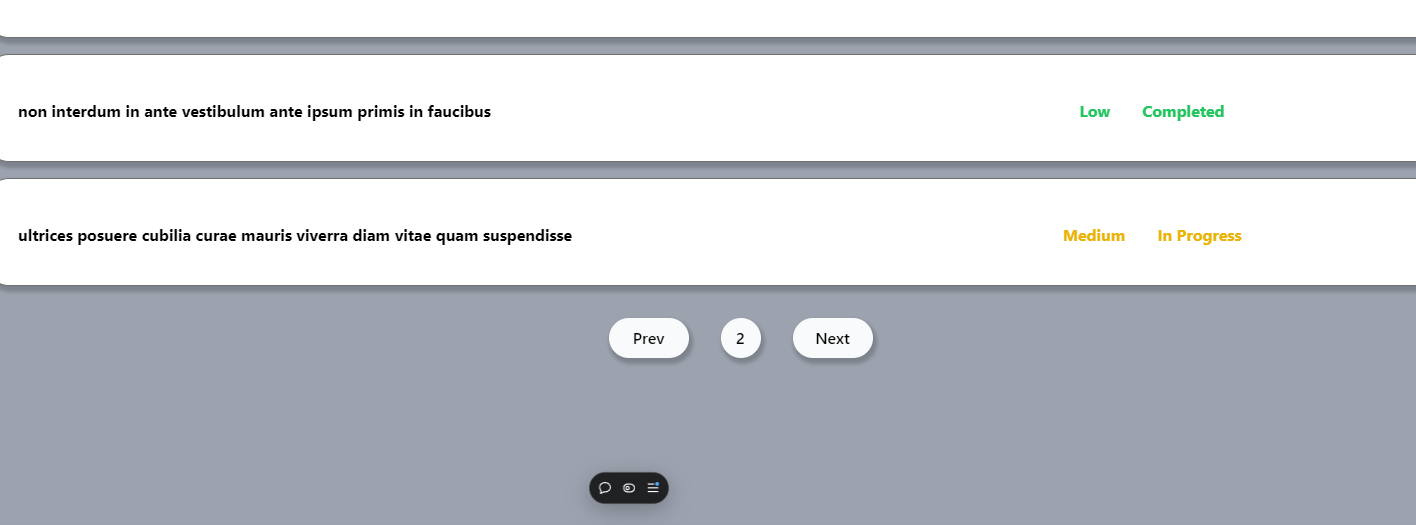 non interdum in ante vestibulum ante ipsum primis in faucibus Low Completed
ultrices posuere cubilia curae mauris viverra diam vitae quam suspendisse Medium In Progress
Prev 2 Next